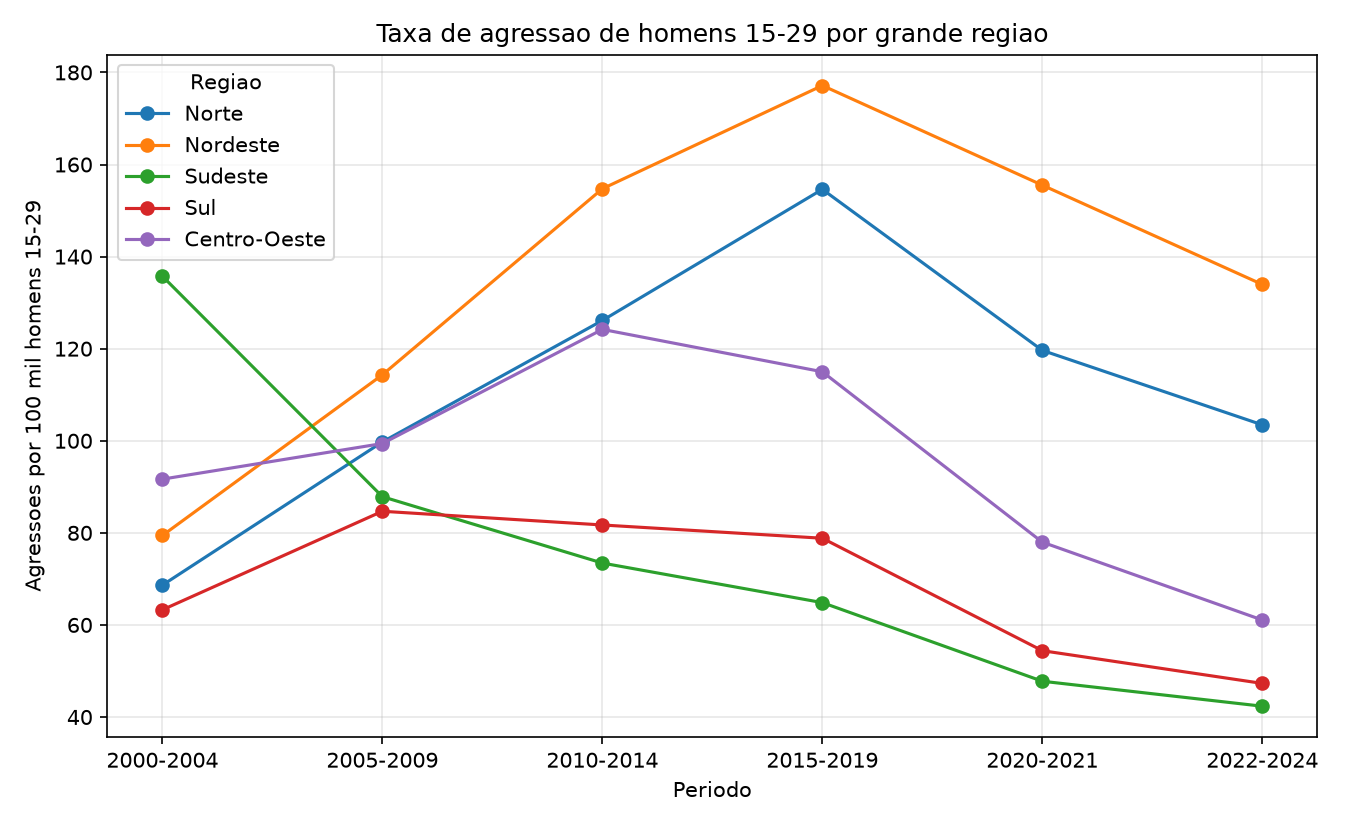 Taxa de agressao de homens 15-29 por grande regiao
Agressoes por 100 mil homens 15-29
180
160
140
120
100
80
60
40
Regiao
Norte
Nordeste
Sudeste
Sul
Centro-Oeste
2000-2004 2005-2009 2010-2014 2015-2019 2020-2021 2022-2024
Periodo